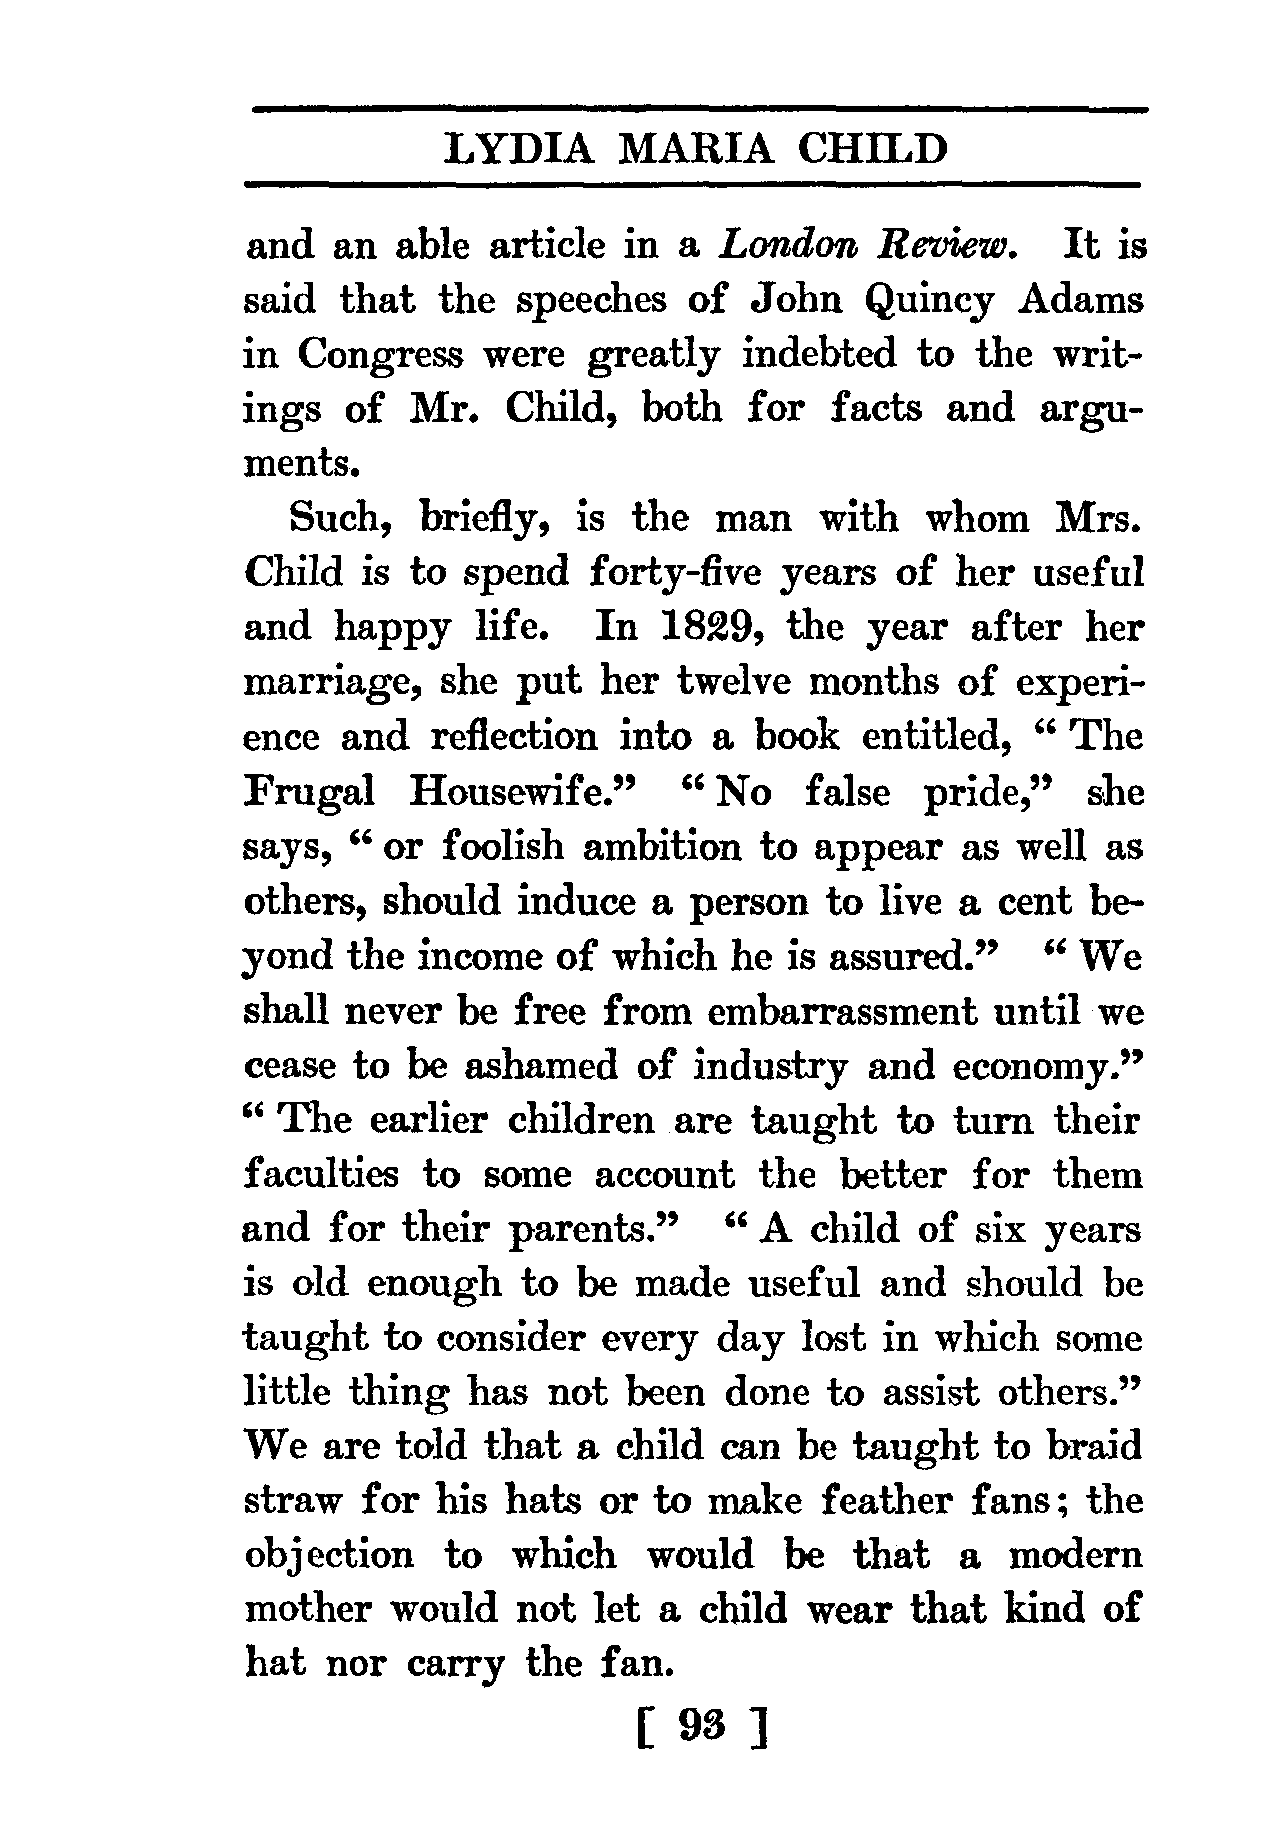 LYDIA MARIA CHILD
and an able article in a London Review. It is
said that the speeches of John Quincy Adams
in Congress were greatly indebted to the writ-
ings of Mr. Child, both for facts and argu-
ments.
Such, briefly, is the man with whom Mrs.
Child is to spend forty-five years of her useful
and happy life. In 1829, the year after her
marriage, she put her twelve months of experi-
ence and reflection into a book entitled, “ The
Frugal Housewife.” “ No false pride,” she
says, “ or foolish ambition to appear as well as
others, should induce a person to live a cent be-
yond the income of which he is assured.” “ We
shall never be free from embarrassment until we
cease to be ashamed of industry and economy.”
“ The earlier children are taught to turn their
faculties to some account the better for them
and for their parents.” “ A child of six years
is old enough to be made useful and should be
taught to consider every day lost in which some
little thing has not been done to assist others.”
We are told that a child can be taught to braid
straw for his hats or to make feather fans; the
objection to which would be that a modern
mother would not let a child wear that kind of
hat nor carry the fan.
[ 93 ]